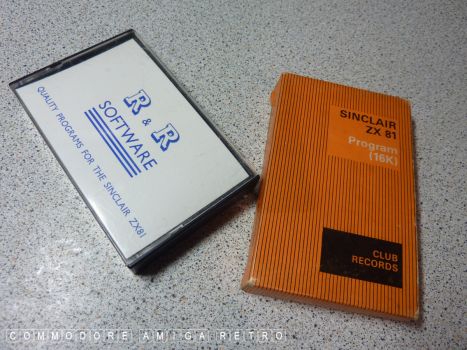 R & R
SOFTWARE
QUALITY PROGRAMS FOR THE SINCLAIR ZX81
SINCLAIR
ZX 81
Program
(16K)
CLUB
RECORDS
COMMODORE AMIGA RETRO